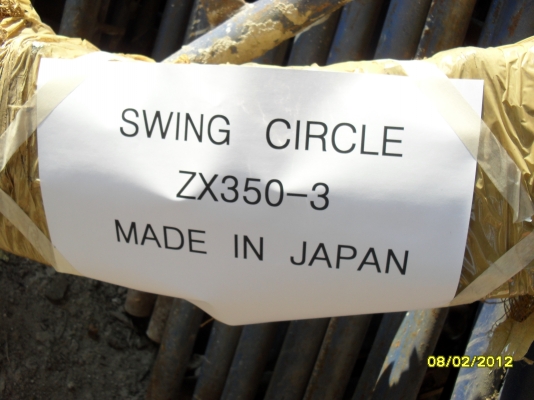 SWING CIRCLE
ZX350-3
MADE IN JAPAN
08/02/2012